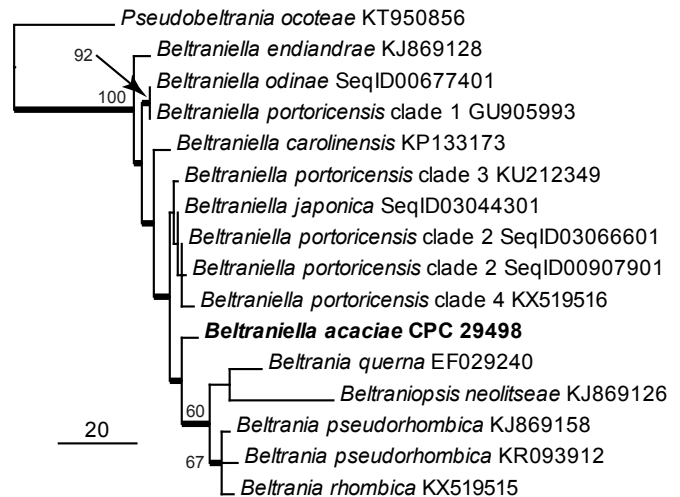 Pseudobeltrania ocoteae KT950856
Beltraniella endiandrae KJ869128
92
Beltraniella odinae SeqID00677401
100
Beltraniella portoricensis clade 1 GU905993
Beltraniella carolinensis KP133173
Beltraniella portoricensis clade 3 KU212349
Beltraniella japonica SeqID03044301
Beltraniella portoricensis clade 2 SeqID03066601
Beltraniella portoricensis clade 2 SeqID00907901
Beltraniella portoricensis clade 4 KX519516
Beltraniella acaciae CPC 29498
Beltrania querna EF029240
Beltraniopsis neolitseae KJ869126
60
Beltrania pseudorhombica KJ869158
20
67
Beltrania pseudorhombica KR093912
Beltrania rhombica KX519515